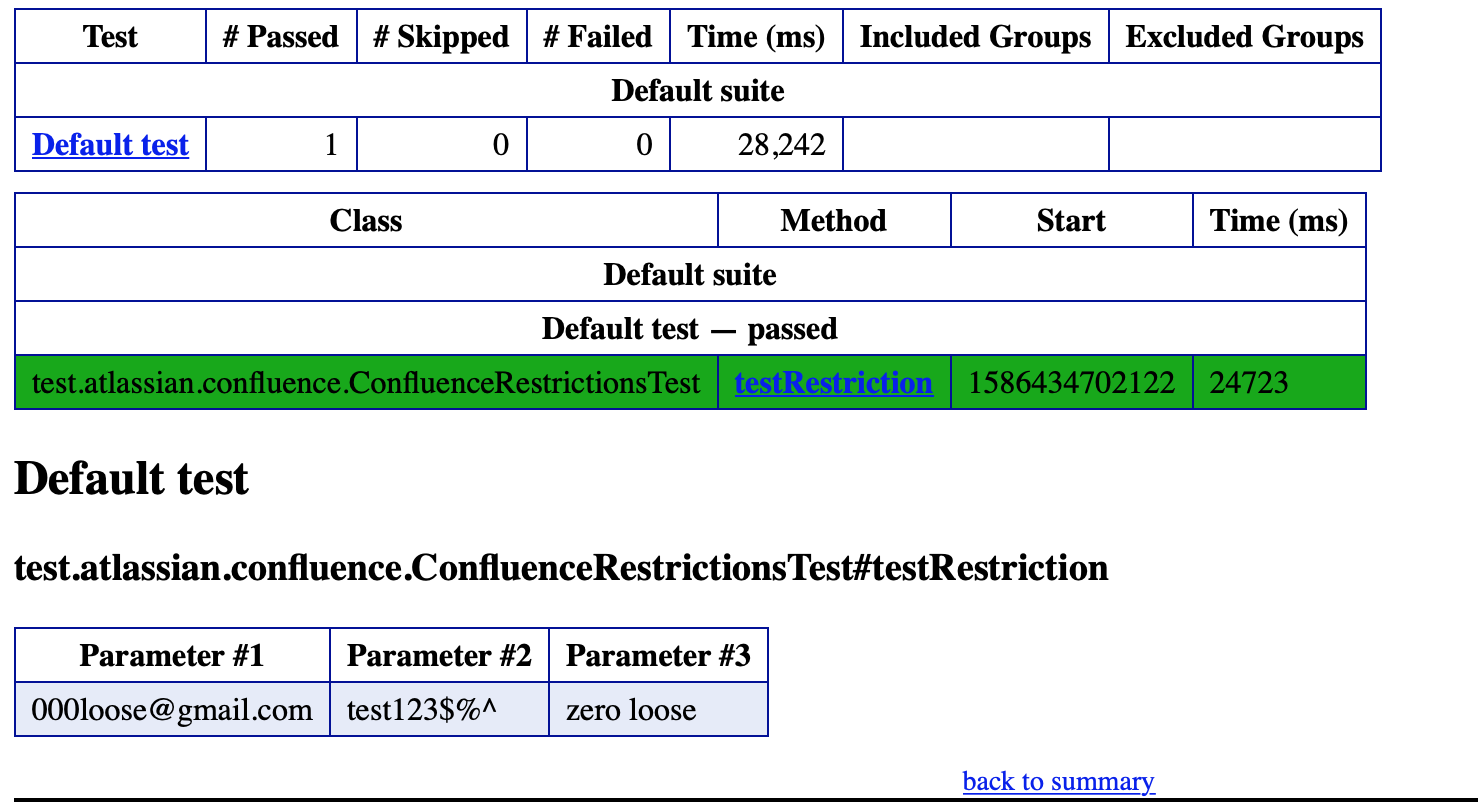 Test # Passed # Skipped # Failed Time (ms) Included Groups Excluded Groups
Default suite
Default test 1 0 0 28,242
Class Method Start Time (ms)
Default suite
Default test — passed
test.atlassian.confluence.ConfluenceRestrictionsTest testRestriction 1586434702122 24723
Default test
test.atlassian.confluence.ConfluenceRestrictionsTest#testRestriction
Parameter #1 Parameter #2 Parameter #3
000loose@gmail.com test123$%^ zero loose
back to summary